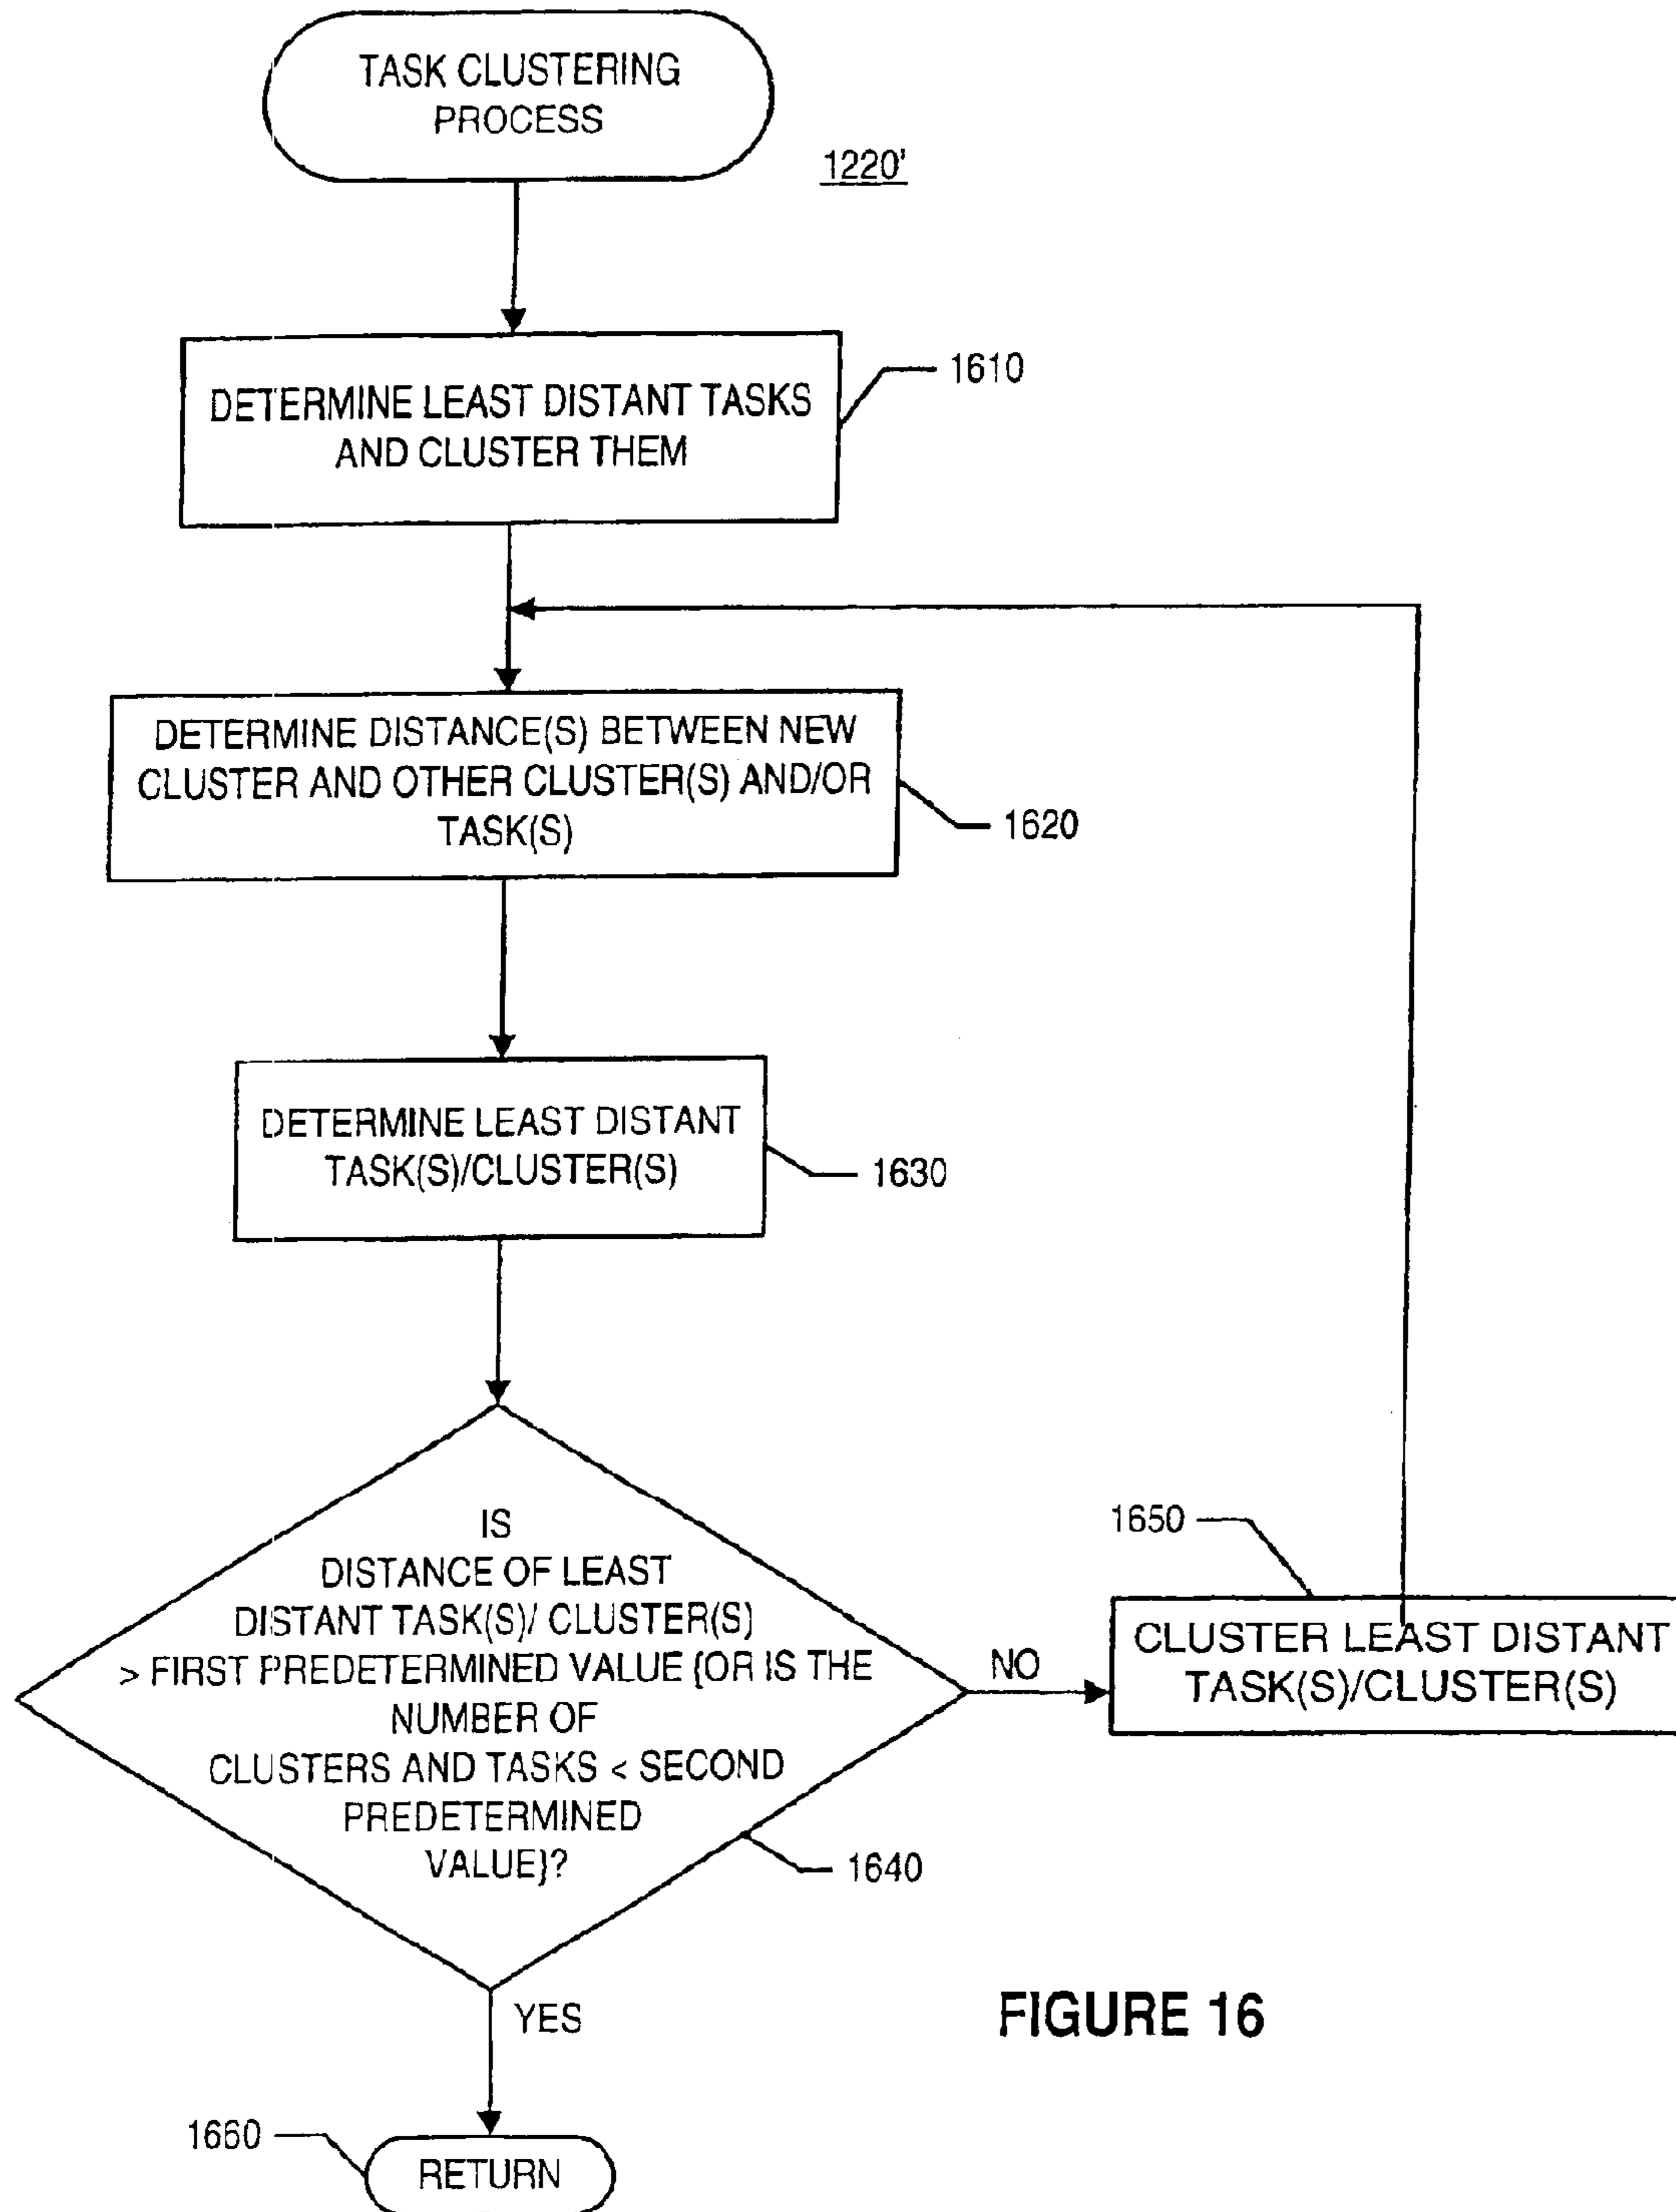 TASK CLUSTERING
PROCESS
1220'
DETERMINE LEAST DISTANT TASKS
AND CLUSTER THEM
1610
DETERMINE DISTANCE(S) BETWEEN NEW
CLUSTER AND OTHER CLUSTER(S) AND/OR
TASK(S)
1620
DETERMINE LEAST DISTANT
TASK(S)/CLUSTER(S)
1630
IS
DISTANCE OF LEAST
DISTANT TASK(S)/ CLUSTER(S)
> FIRST PREDETERMINED VALUE (OR IS THE
NUMBER OF
CLUSTERS AND TASKS < SECOND
PREDETERMINED
VALUE)?
1640
NO
1650
CLUSTER LEAST DISTANT
TASK(S)/CLUSTER(S)
YES
1660
RETURN
FIGURE 16